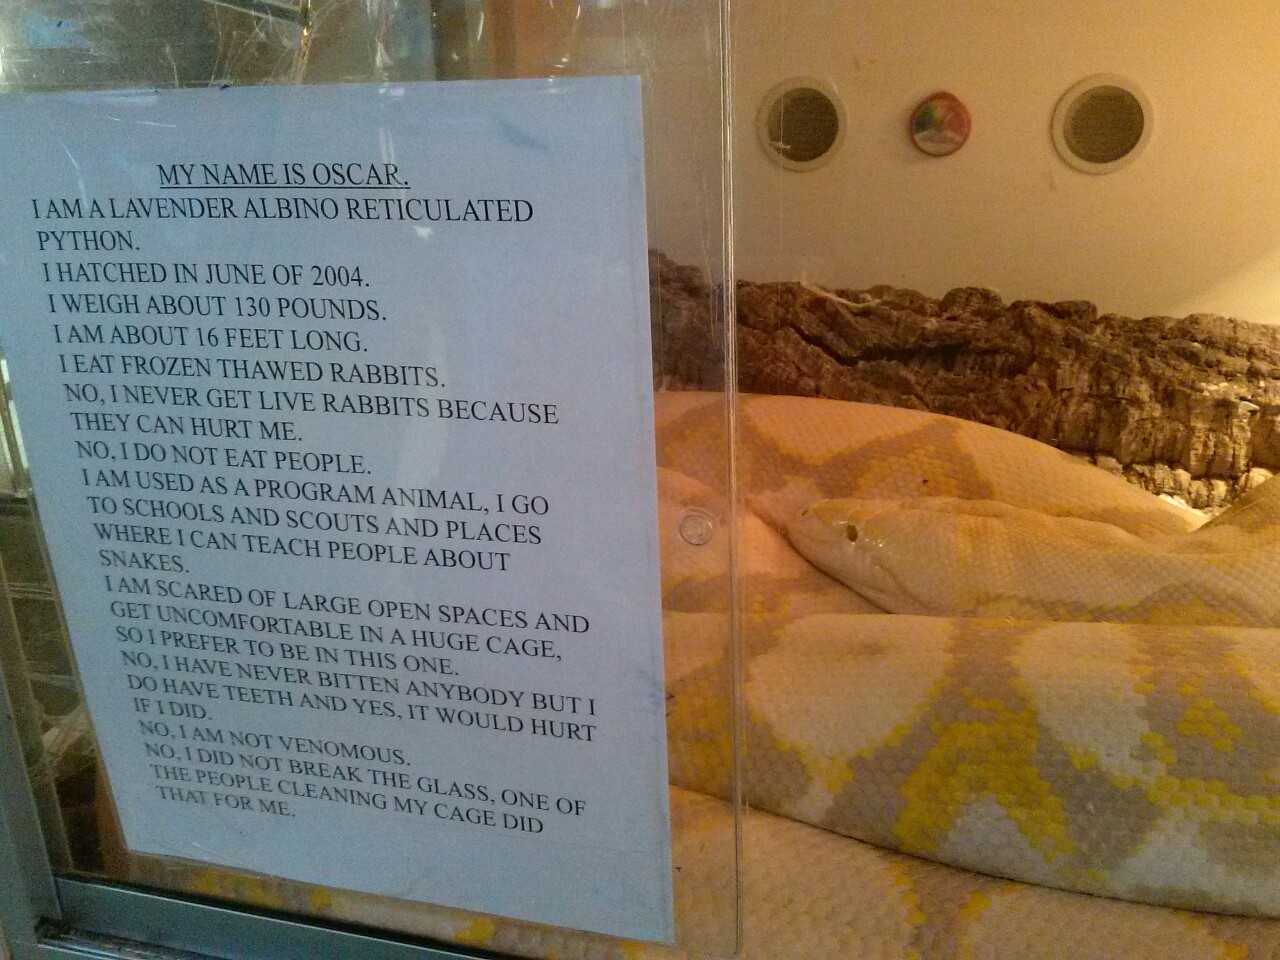 MY NAME IS OSCAR.
I AM A LAVENDER ALBINO RETICULATED
PYTHON.
I HATCHED IN JUNE OF 2004.
I WEIGH ABOUT 130 POUNDS.
I AM ABOUT 16 FEET LONG.
I EAT FROZEN THAWED RABBITS.
NO, I NEVER GET LIVE RABBITS BECAUSE
THEY CAN HURT ME.
NO, I DO NOT EAT PEOPLE.
I AM USED AS A PROGRAM ANIMAL, I GO
TO SCHOOLS AND SCOUTS AND PLACES
WHERE I CAN TEACH PEOPLE ABOUT
SNAKES.
I AM SCARED OF LARGE OPEN SPACES AND
GET UNCOMFORTABLE IN A HUGE CAGE,
SO I PREFER TO BE IN THIS ONE.
NO, I HAVE NEVER BITTEN ANYBODY BUT I
DO HAVE TEETH AND YES, IT WOULD HURT
IF I DID.
NO, I AM NOT VENOMOUS.
NO, I DID NOT BREAK THE GLASS, ONE OF
THE PEOPLE CLEANING MY CAGE DID
THAT FOR ME.